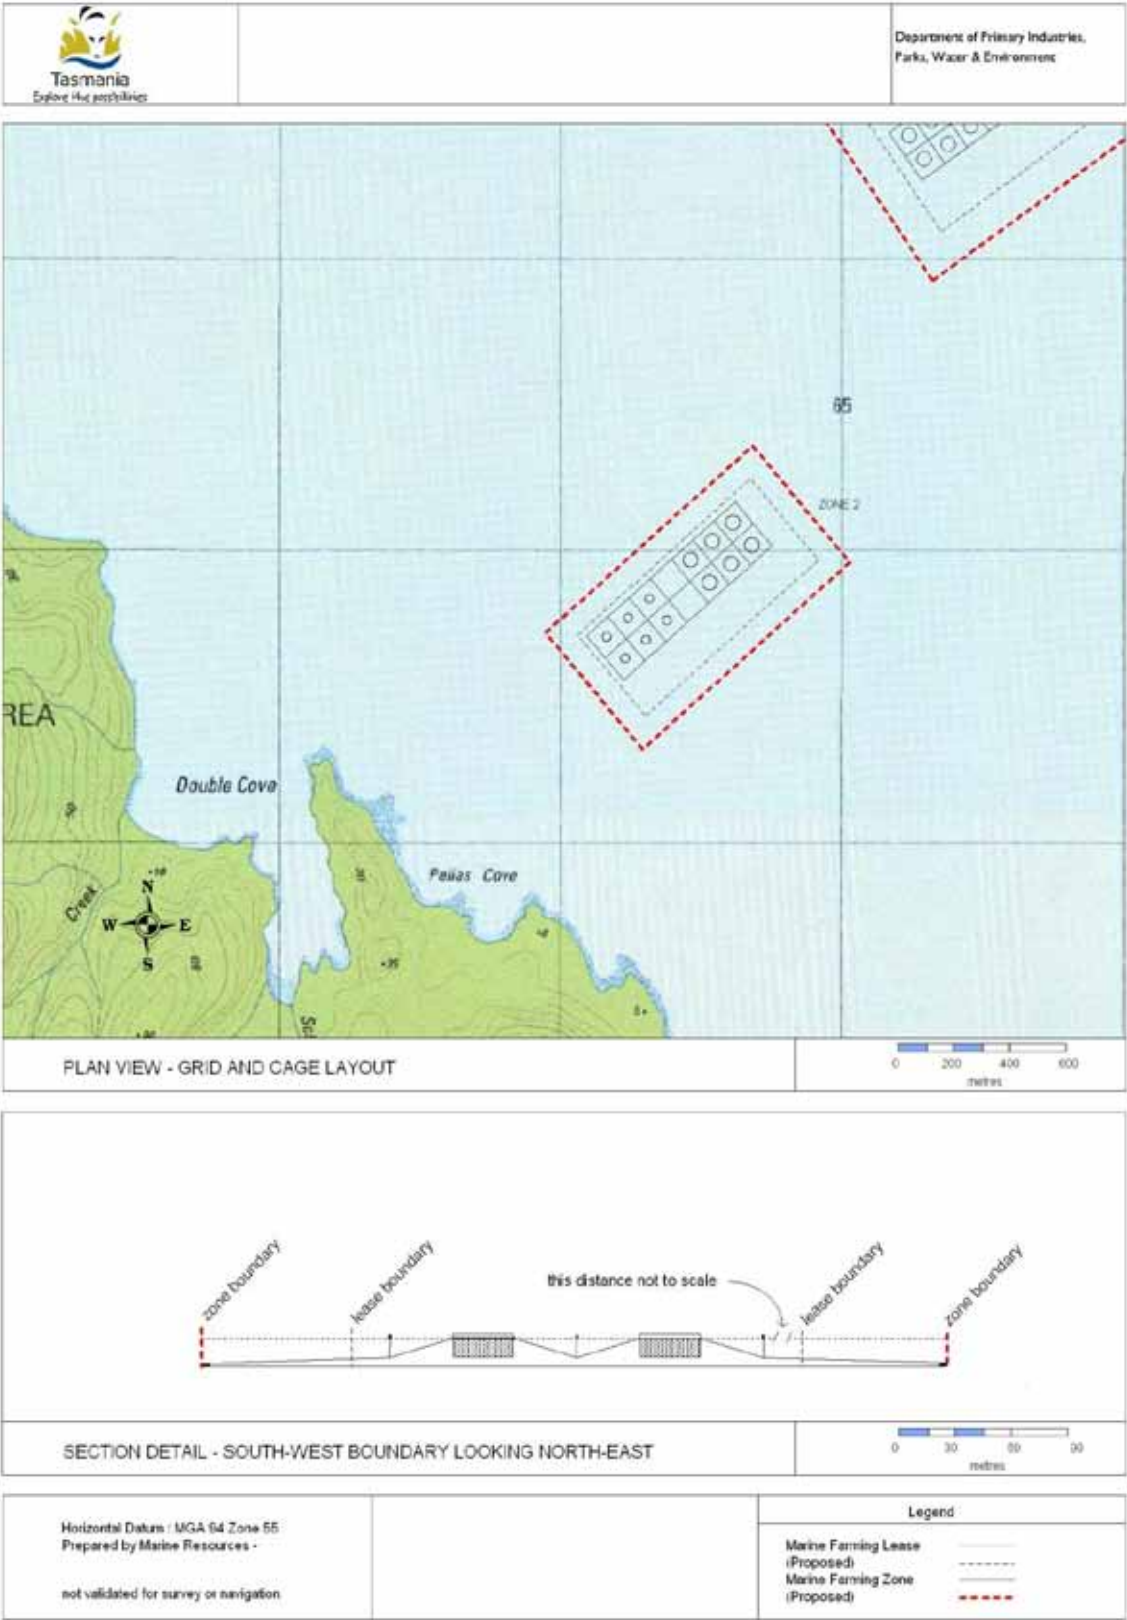 Tasmania
Explore the possibilities
Department of Primary Industries,
Parks, Water & Environment
65
ZONE 2
REA
Double Cove
50
Pelias Cove
Creek
N
W E
S
PLAN VIEW - GRID AND CAGE LAYOUT
0 200 400 600
metres
zone boundary
lease boundary
this distance not to scale
lease boundary
zone boundary
SECTION DETAIL - SOUTH-WEST BOUNDARY LOOKING NORTH-EAST
0 30 60 90
metres
Horizontal Datum : MGA 94 Zone 55
Prepared by Marine Resources -
not validated for survey or navigation
Legend
Marine Farming Lease
(Proposed)
Marine Farming Zone
(Proposed)